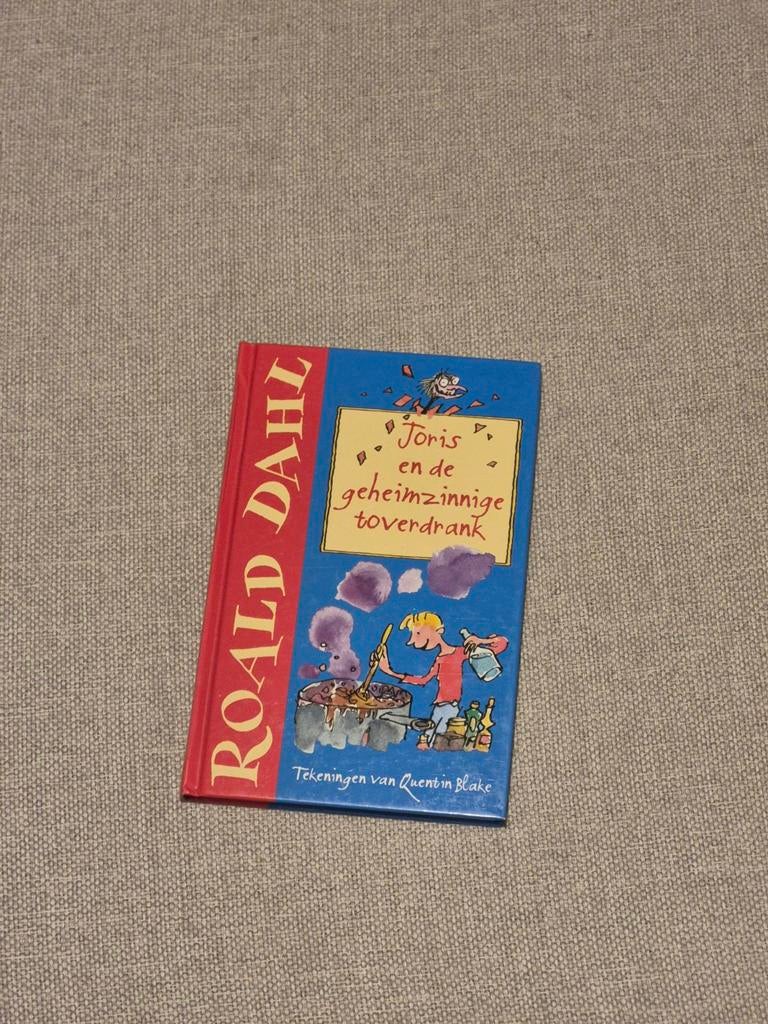 ROALD DAHL
Joris
en de
geheimzinnige
toverdrank
Tekeningen van Quentin Blake